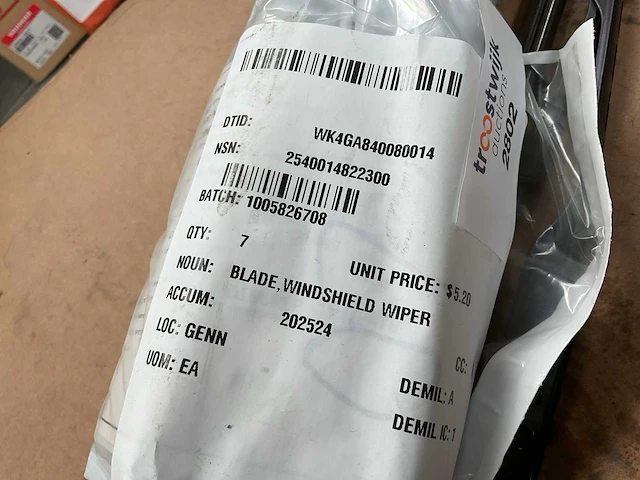 troostwijk
auctions
2802
DTID: WK4GA840080014
NSN: 2540014822300
BATCH: 1005826708
QTY: 7
UNIT PRICE: $5.20
NOUN: BLADE, WINDSHIELD WIPER
ACCUM: 202524
LOC: GENN
CC:
UOM: EA
DEMIL: A
DEMIL IC: 1